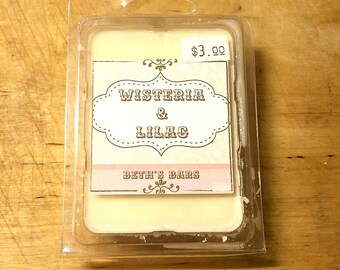 $3.00
WISTERIA
&
LILAC
BETH'S BARS